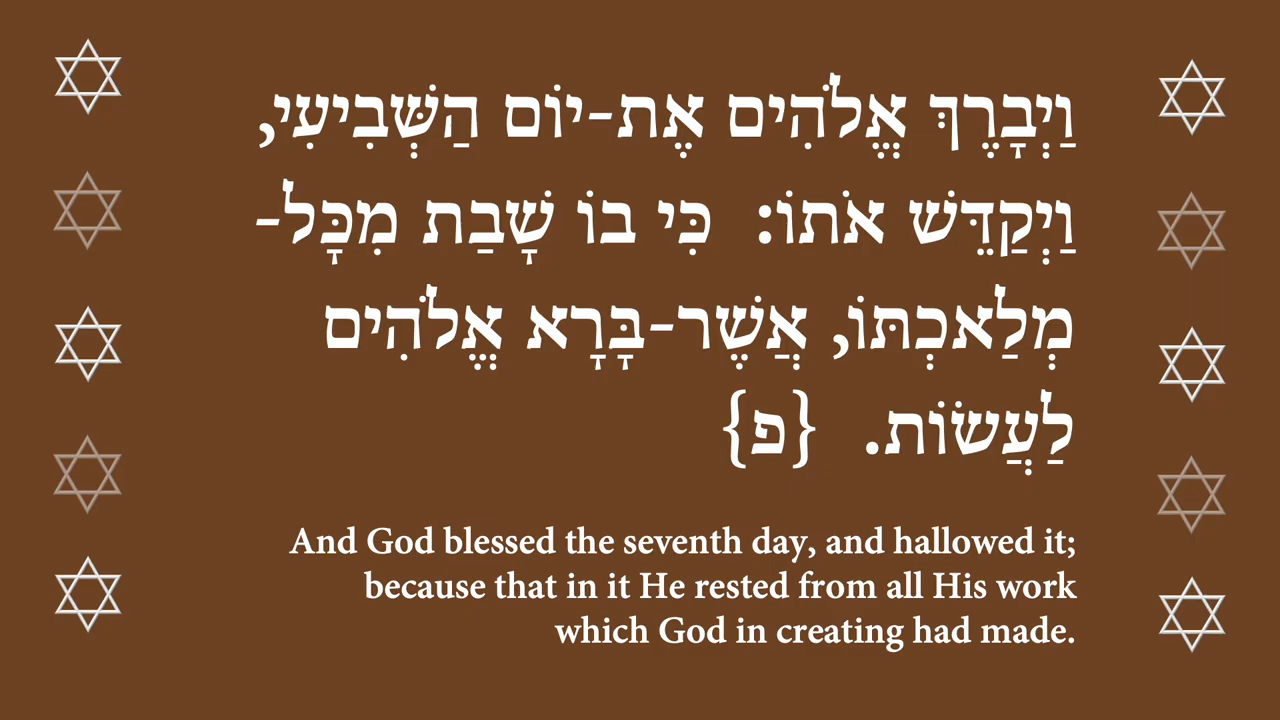 וַיְבָרֶךְ אֱלֹהִים אֶת-יוֹם הַשְּׁבִיעִי,
וַיְקַדֵּשׁ אֹתוֹ: כִּי בוֹ שָׁבַת מִכָּל-
מְלַאכְתּוֹ, אֲשֶׁר-בָּרָא אֱלֹהִים
לַעֲשׂוֹת. {פ}
And God blessed the seventh day, and hallowed it;
because that in it He rested from all His work
which God in creating had made.